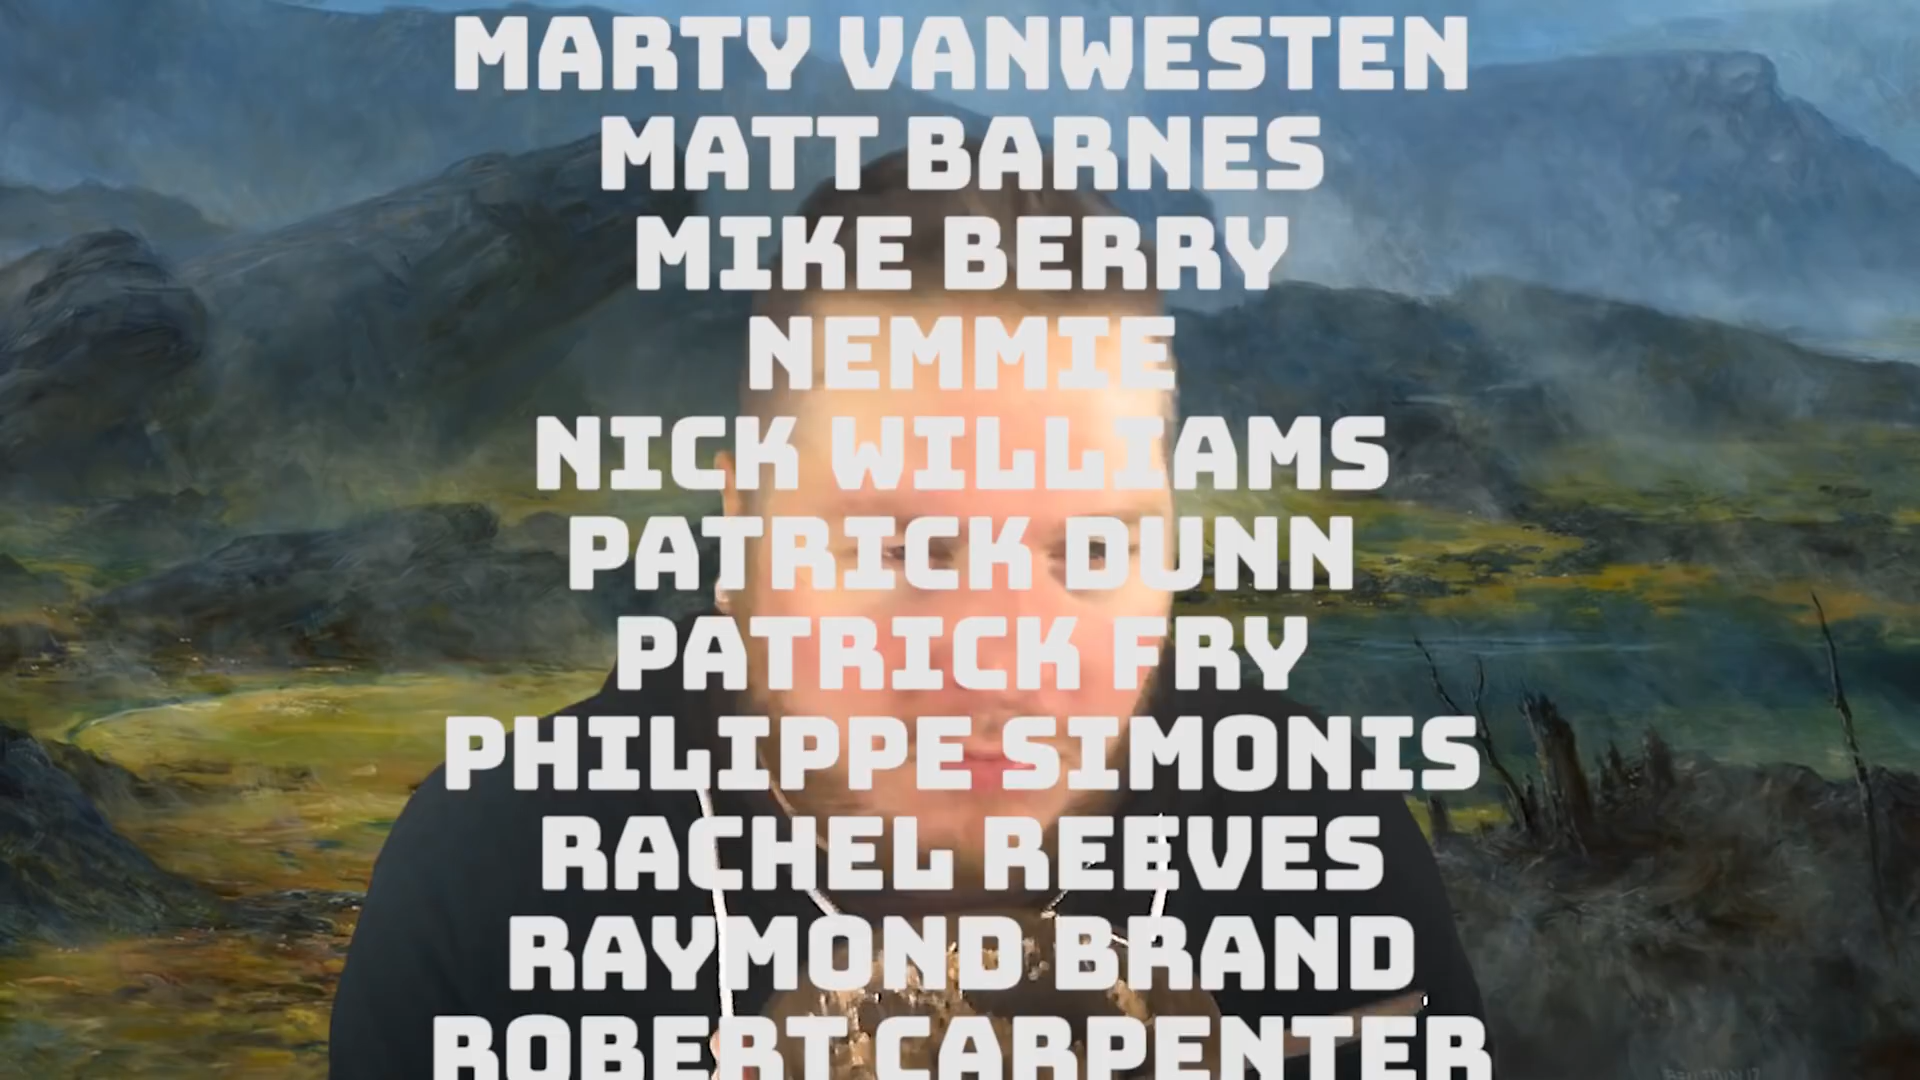 MARTY VANWESTEN
MATT BARNES
MIKE BERRY
NEMMIE
NICK WILLIAMS
PATRICK DUNN
PATRICK FRY
PHILIPPE SIMONIS
RACHEL REEVES
RAYMOND BRAND
ROBERT CARPENTER